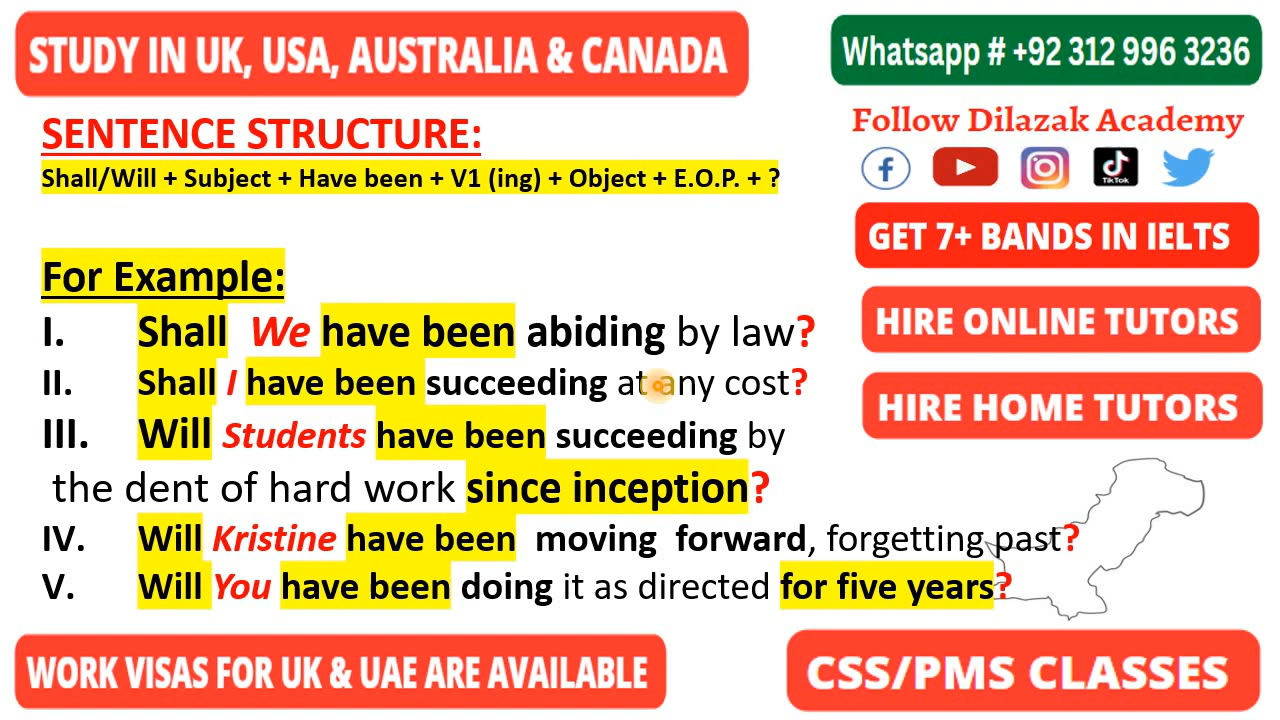 STUDY IN UK, USA, AUSTRALIA & CANADA
Whatsapp # +92 312 996 3236
SENTENCE STRUCTURE:
Shall/Will + Subject + Have been + V1 (ing) + Object + E.O.P. + ?
Follow Dilazak Academy
TikTok
GET 7+ BANDS IN IELTS
For Example:
I. Shall We have been abiding by law?
HIRE ONLINE TUTORS
II. Shall I have been succeeding at any cost?
HIRE HOME TUTORS
III. Will Students have been succeeding by
the dent of hard work since inception?
IV. Will Kristine have been moving forward, forgetting past?
V. Will You have been doing it as directed for five years?
WORK VISAS FOR UK & UAE ARE AVAILABLE
CSS/PMS CLASSES